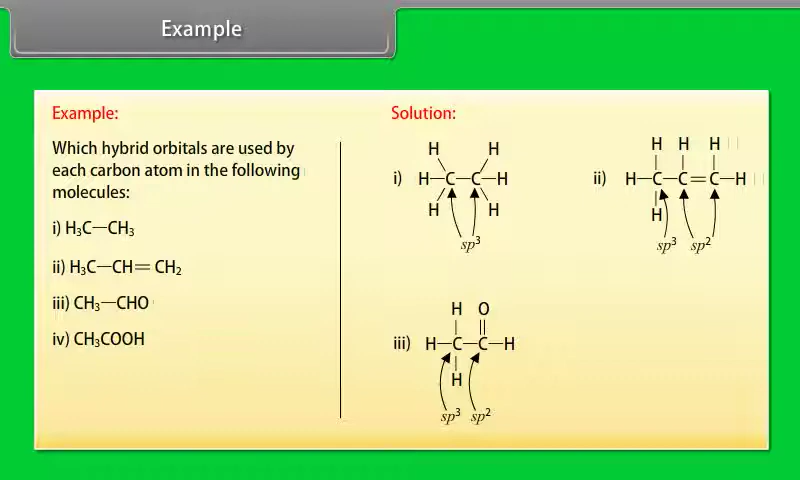 Example
Example:
Which hybrid orbitals are used by
each carbon atom in the following
molecules:
i) H₃C—CH₃
ii) H₃C—CH=CH₂
iii) CH₃—CHO
iv) CH₃COOH
Solution:
H H
i) H—C—C—H
H H
sp³
H H H
ii) H—C—C=C—H
H
sp³ sp²
H O
iii) H—C—C—H
H
sp³ sp²